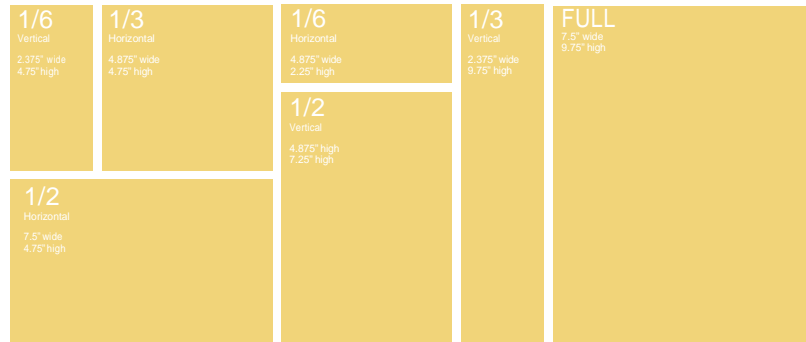 1/6
Vertical
2.375" wide
4.75" high
1/3
Horizontal
4.875" wide
4.75" high
1/6
Horizontal
4.875" wide
2.25" high
1/3
Vertical
2.375" wide
9.75" high
FULL
7.5" wide
9.75" high
1/2
Vertical
4.875" high
7.25" high
1/2
Horizontal
7.5" wide
4.75" high